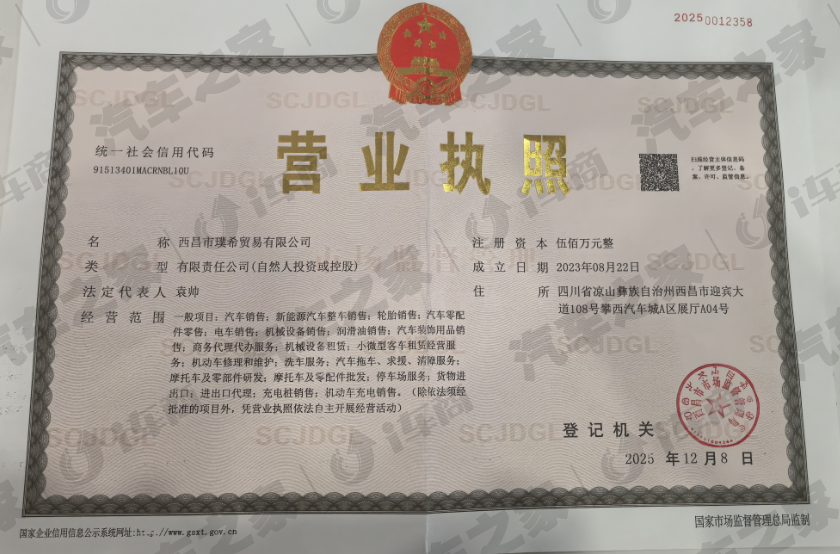 20250012358
营业执照
统一社会信用代码
91513401MACRNBL10U
扫描经营主体信息码
，了解更多登记、备
案、许可、监管信息。
名 称 西昌市璞希贸易有限公司
类 型 有限责任公司(自然人投资或控股)
法定代表人 袁帅
经营范围 一般项目：汽车销售；新能源汽车整车销售；轮胎销售；汽车零配
件零售；电车销售；机械设备销售；润滑油销售；汽车装饰用品销
售；商务代理代办服务；机械设备租赁；小微型客车租赁经营服
务；机动车修理和维护；洗车服务；汽车拖车、求援、清障服务；
摩托车及零部件研发；摩托车及零配件批发；停车场服务；货物进
出口；进出口代理；充电桩销售；机动车充电销售。（除依法须经
批准的项目外，凭营业执照依法自主开展经营活动）
注册资本 伍佰万元整
成立日期 2023年08月22日
住 所 四川省凉山彝族自治州西昌市迎宾大
道108号攀西汽车城A区展厅A04号
登记机关
2025 年 12 月 8 日
国家企业信用信息公示系统网址:http://www.gsxt.gov.cn
国家市场监督管理总局监制
SCJDGL
汽车之家
i车商